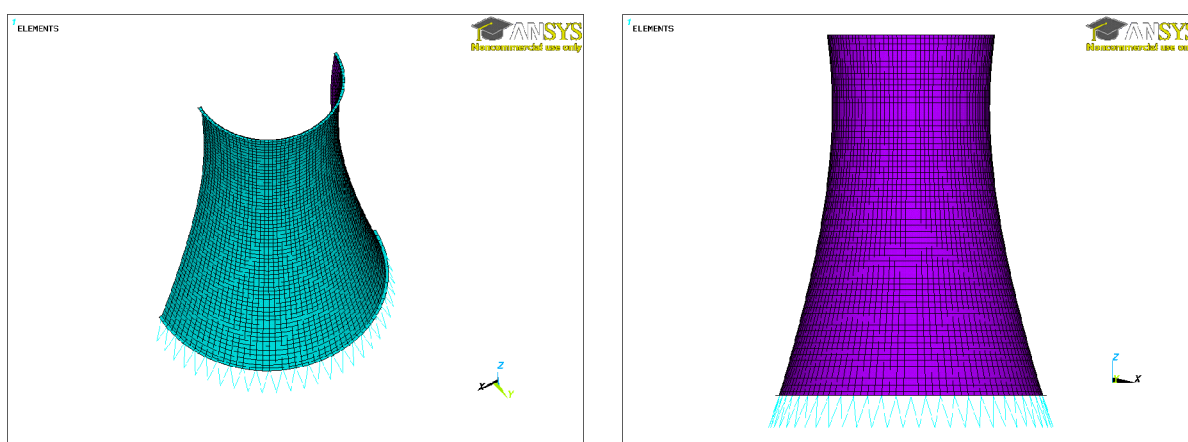 1
ELEMENTS
ANSYS
Noncommercial use only
Z
X
Y
1
ELEMENTS
ANSYS
Noncommercial use only
Z
X